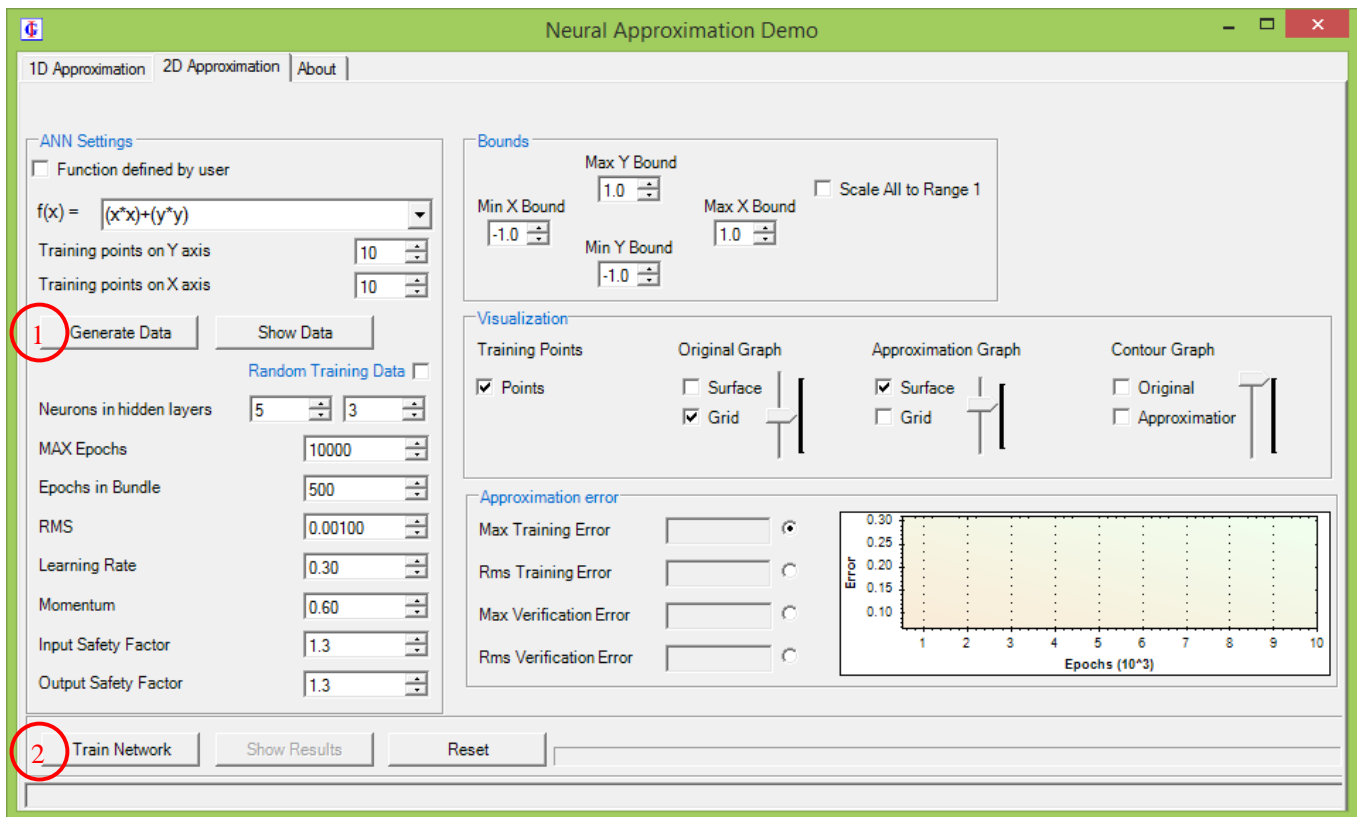 Neural Approximation Demo
1D Approximation 2D Approximation About
ANN Settings
Function defined by user
f(x) = (x*x)+(y*y)
Training points on Y axis 10
Training points on X axis 10
1 Generate Data Show Data
Random Training Data
Neurons in hidden layers 5 3
MAX Epochs 10000
Epochs in Bundle 500
RMS 0.00100
Learning Rate 0.30
Momentum 0.60
Input Safety Factor 1.3
Output Safety Factor 1.3
Bounds
Max Y Bound
1.0
Scale All to Range 1
Min X Bound Max X Bound
-1.0 1.0
Min Y Bound
-1.0
Visualization
Training Points Original Graph Approximation Graph Contour Graph
Points Surface Surface Original
Grid Grid Approximatior
Approximation error
Max Training Error
Rms Training Error
Max Verification Error
Rms Verification Error
0.30
0.25
0.20
0.15
0.10
Error
1 2 3 4 5 6 7 8 9 10
Epochs (10^3)
2 Train Network Show Results Reset